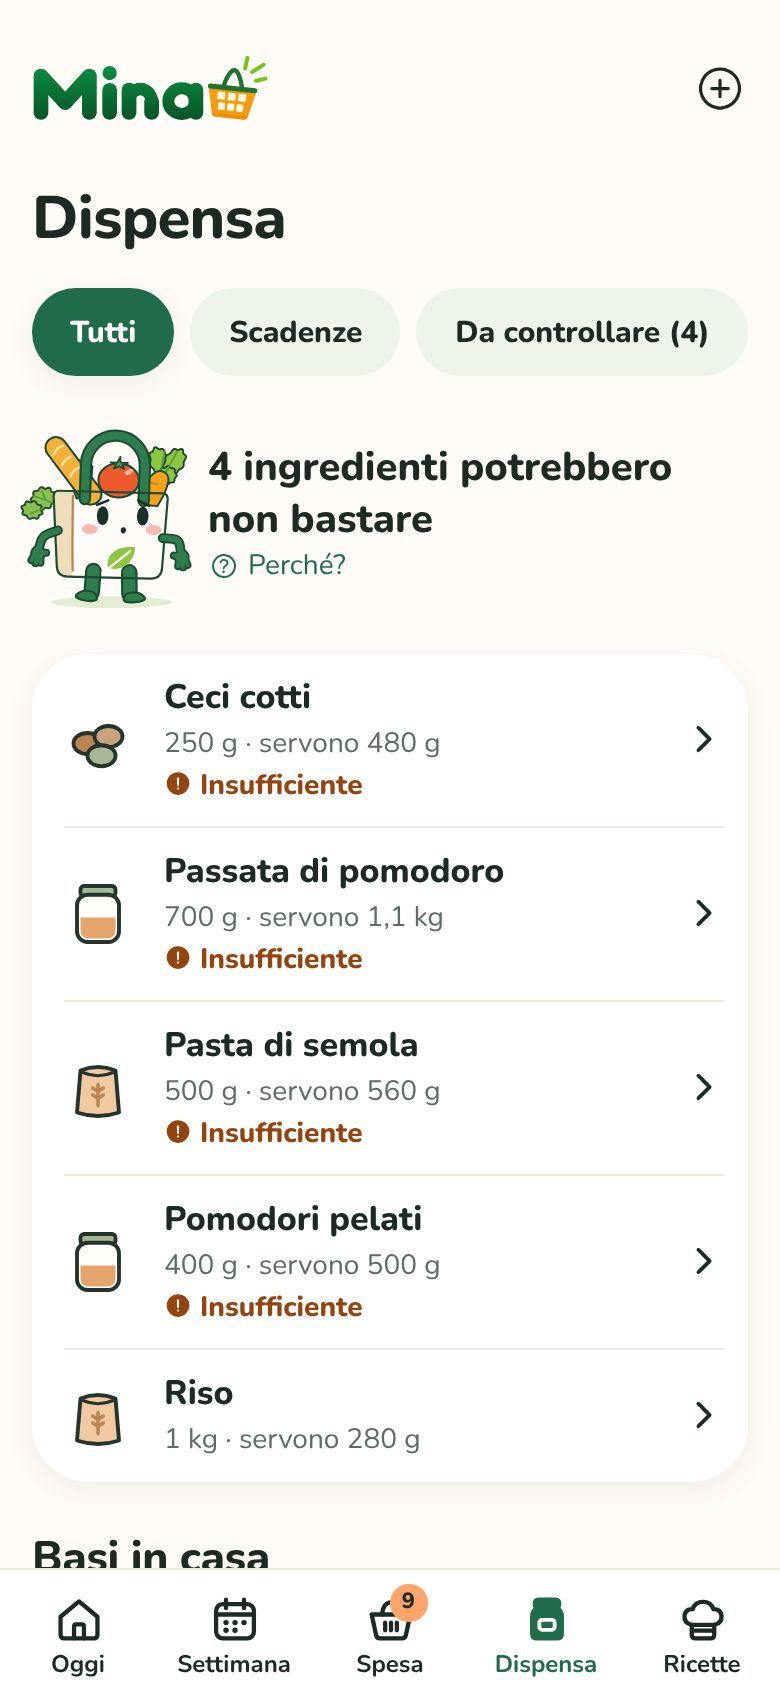 Mina
Dispensa
Tutti
Scadenze
Da controllare (4)
4 ingredienti potrebbero
non bastare
Perché?
Ceci cotti
250 g · servono 480 g
Insufficiente
Passata di pomodoro
700 g · servono 1,1 kg
Insufficiente
Pasta di semola
500 g · servono 560 g
Insufficiente
Pomodori pelati
400 g · servono 500 g
Insufficiente
Riso
1 kg · servono 280 g
Basi in casa
9
Oggi
Settimana
Spesa
Dispensa
Ricette